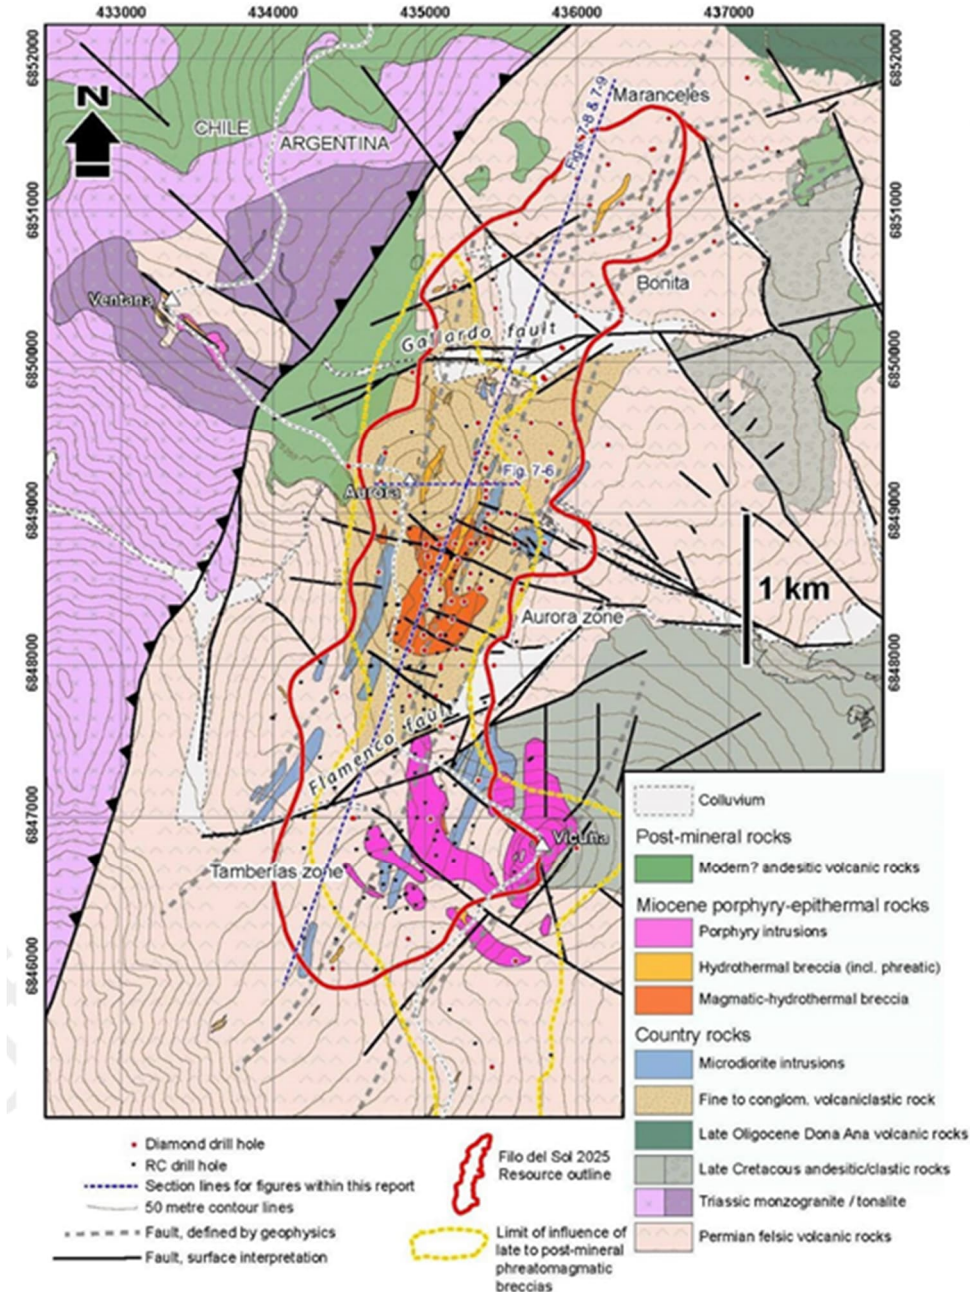 433000 434000 435000 436000 437000
6852000
6852000
N
CHILE
ARGENTINA
Maranceles
Figs. 7-8 & 7-9
6851000
6851000
Ventana
Bonita
Gallardo fault
6850000
6850000
Fig. 7-6
Aurora
6849000
6849000
1 km
Aurora zone
6848000
6848000
Flamenco fault
6847000
Vicuña
Tamberías zone
6846000
Colluvium
Post-mineral rocks
Modern? andesitic volcanic rocks
Miocene porphyry-epithermal rocks
Porphyry intrusions
Hydrothermal breccia (incl. phreatic)
Magmatic-hydrothermal breccia
Country rocks
Microdiorite intrusions
Fine to conglom. volcaniclastic rock
Late Oligocene Dona Ana volcanic rocks
Late Cretacous andesitic/clastic rocks
Triassic monzogranite / tonalite
Permian felsic volcanic rocks
Diamond drill hole
RC drill hole
Section lines for figures within this report
50 metre contour lines
Fault, defined by geophysics
Fault, surface interpretation
Filo del Sol 2025
Resource outline
Limit of influence of
late to post-mineral
phreatomagmatic
breccias